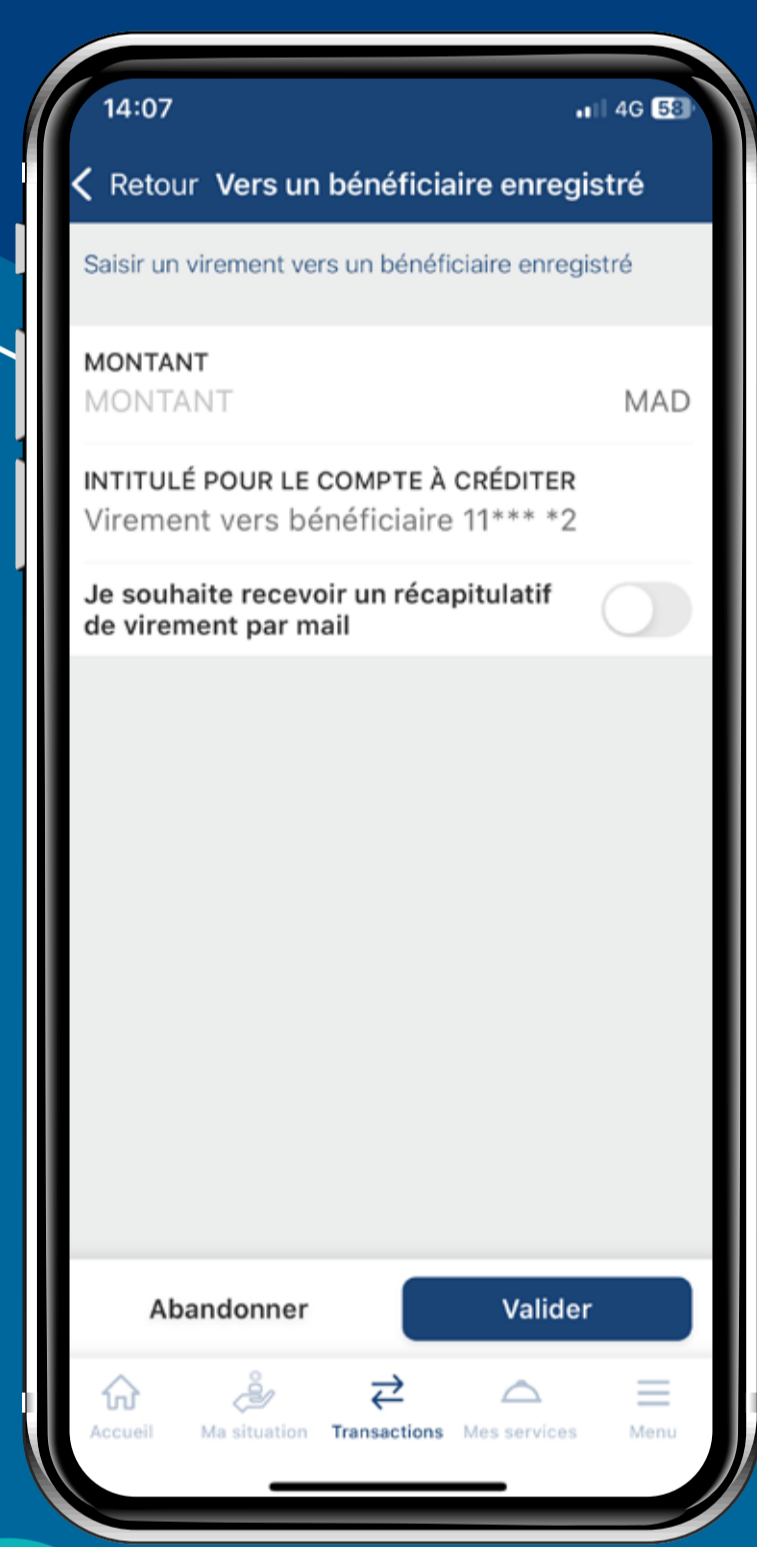 14:07 4G 58
Retour Vers un bénéficiaire enregistré
Saisir un virement vers un bénéficiaire enregistré
MONTANT
MONTANT MAD
INTITULÉ POUR LE COMPTE À CRÉDITER
Virement vers bénéficiaire 11*** *2
Je souhaite recevoir un récapitulatif
de virement par mail
Abandonner Valider
Accueil Ma situation Transactions Mes services Menu